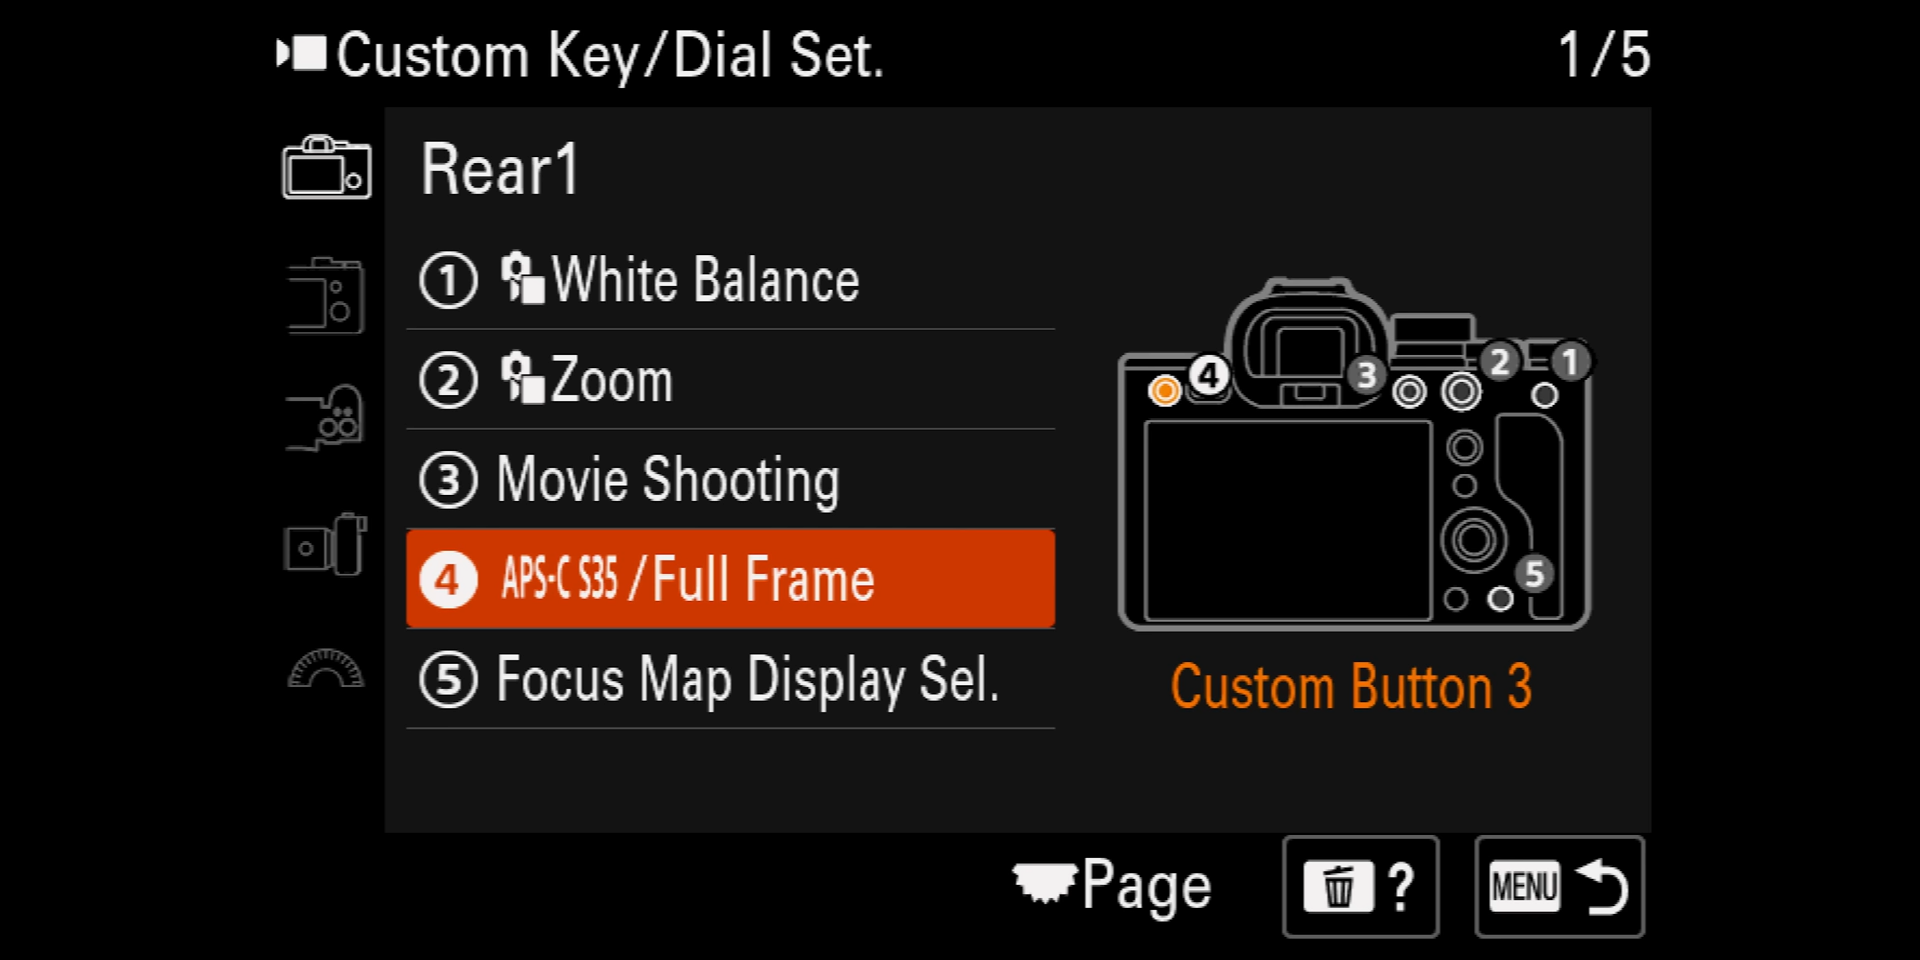 Custom Key/Dial Set.
1/5
Rear1
① White Balance
② Zoom
③ Movie Shooting
④ APS-C S35 /Full Frame
⑤ Focus Map Display Sel.
4
3
2
1
5
Custom Button 3
Page
?
MENU